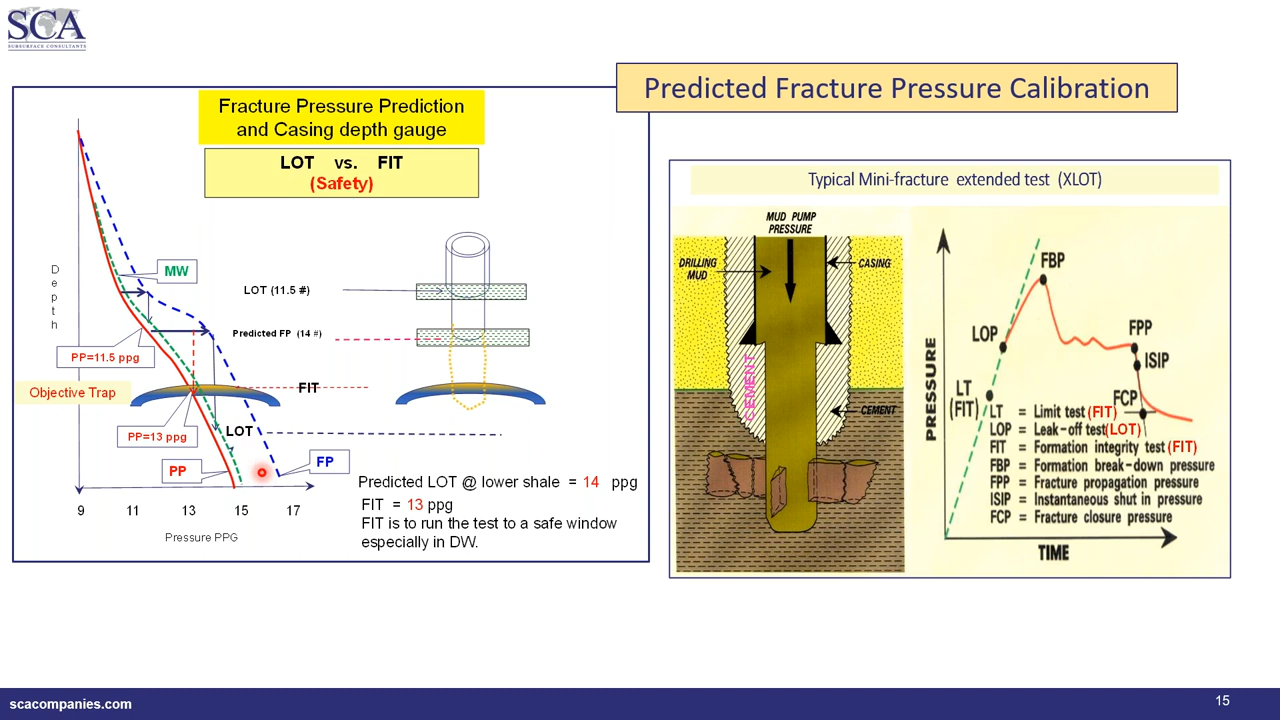 SCA
SUBSURFACE CONSULTANTS
Predicted Fracture Pressure Calibration
Fracture Pressure Prediction
and Casing depth gauge
LOT vs. FIT
(Safety)
Depth
MW
LOT (11.5 #)
Predicted FP (14 #)
PP=11.5 ppg
Objective Trap
FIT
PP=13 ppg
LOT
PP
FP
9 11 13 15 17
Pressure PPG
Predicted LOT @ lower shale = 14 ppg
FIT = 13 ppg
FIT is to run the test to a safe window
especially in DW.
Typical Mini-fracture extended test (XLOT)
MUD PUMP
PRESSURE
DRILLING
MUD
CASING
CEMENT
CEMENT
PRESSURE
FBP
LOP
FPP
ISIP
LT
(FIT)
FCP
LT = Limit test (FIT)
LOP = Leak-off test(LOT)
FIT = Formation integrity test (FIT)
FBP = Formation break-down pressure
FPP = Fracture propagation pressure
ISIP = Instantaneous shut in pressure
FCP = Fracture closure pressure
TIME
scacompanies.com
15